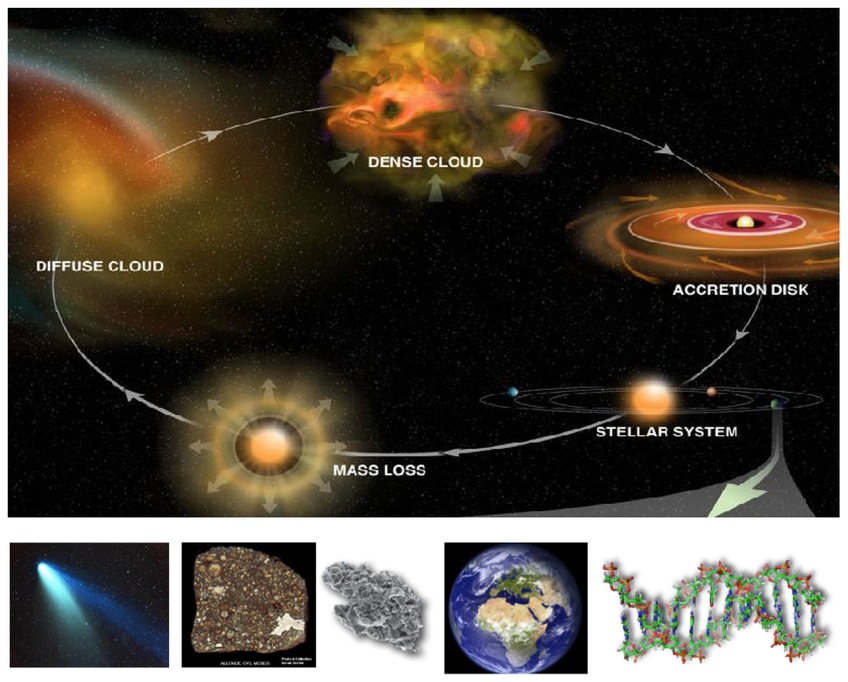 DENSE CLOUD
DIFFUSE CLOUD
ACCRETION DISK
STELLAR SYSTEM
MASS LOSS
ALLENDE, CV3, MEXICO